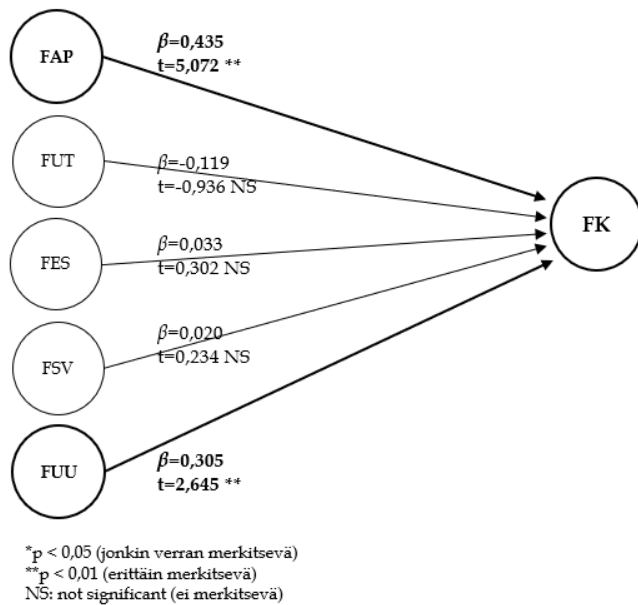 FAP
β=0,435
t=5,072 **
FUT
β=-0,119
t=-0,936 NS
FK
FES
β=0,033
t=0,302 NS
FSV
β=0,020
t=0,234 NS
FUU
β=0,305
t=2,645 **
*p < 0,05 (jonkin verran merkitsevä)
**p < 0,01 (erittäin merkitsevä)
NS: not significant (ei merkitsevä)